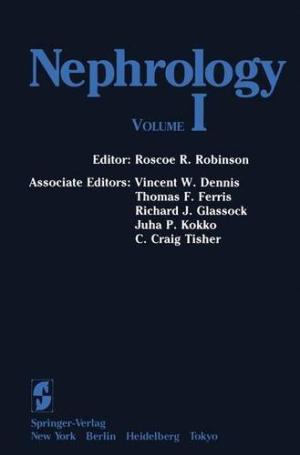 Nephrology
VOLUME I
Editor: Roscoe R. Robinson
Associate Editors: Vincent W. Dennis
Thomas F. Ferris
Richard J. Glassock
Juha P. Kokko
C. Craig Tisher
Springer-Verlag
New York Berlin Heidelberg Tokyo